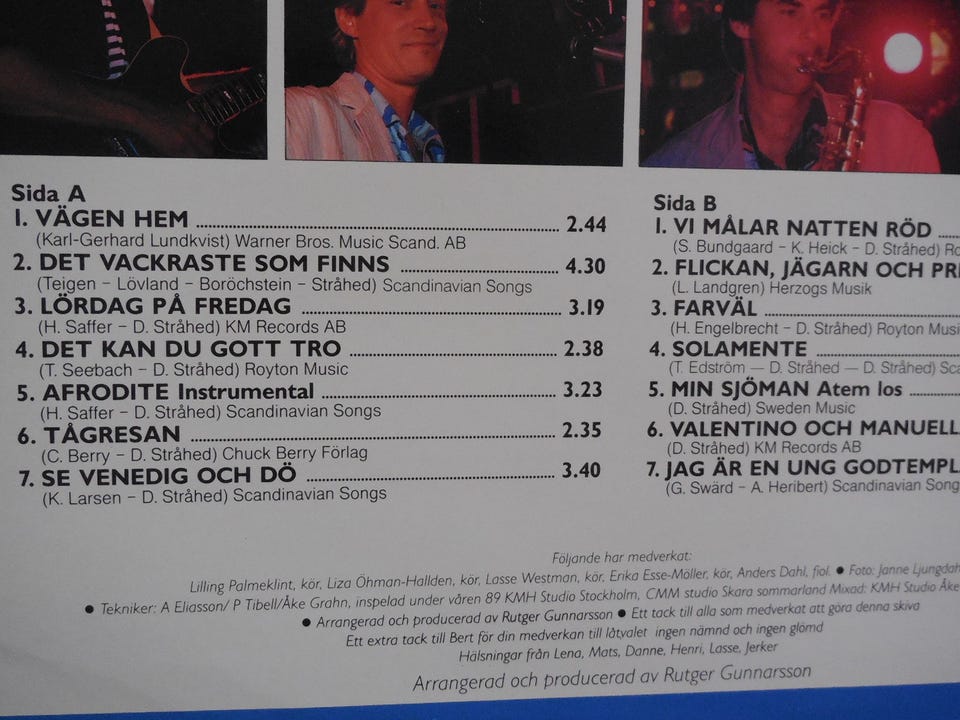 Sida A
1. VÄGEN HEM ........ 2.44
(Karl-Gerhard Lundkvist) Warner Bros. Music Scand. AB
2. DET VACKRASTE SOM FINNS ........ 4.30
(Teigen – Lövland – Boröchstein – Stråhed) Scandinavian Songs
3. LÖRDAG PÅ FREDAG ........ 3.19
(H. Saffer – D. Stråhed) KM Records AB
4. DET KAN DU GOTT TRO ........ 2.38
(T. Seebach – D. Stråhed) Royton Music
5. AFRODITE Instrumental ........ 3.23
(H. Saffer – D. Stråhed) Scandinavian Songs
6. TÅGRESAN ........ 2.35
(C. Berry – D. Stråhed) Chuck Berry Förlag
7. SE VENEDIG OCH DÖ ........ 3.40
(K. Larsen – D. Stråhed) Scandinavian Songs
Sida B
1. VI MÅLAR NATTEN RÖD ....
(S. Bundgaard – K. Heick – D. Stråhed) Ro
2. FLICKAN, JÄGARN OCH PRI
(L. Landgren) Herzogs Musik
3. FARVÄL ........
(H. Engelbrecht – D. Stråhed) Royton Musi
4. SOLAMENTE ........
(T. Edström — D. Stråhed — D. Stråhed) Sca
5. MIN SJÖMAN Atem los ........
(D. Stråhed) Sweden Music
6. VALENTINO OCH MANUELL
(D. Stråhed) KM Records AB
7. JAG ÄR EN UNG GODTEMPL
(G. Swärd – A. Heribert) Scandinavian Song
Följande har medverkat:
Lilling Palmeklint, kör, Liza Öhman-Hallden, kör, Lasse Westman, kör, Erika Esse-Möller, kör, Anders Dahl, fiol. ● Foto: Janne Ljungdah
● Tekniker: A Eliasson/ P Tibell/Åke Grahn, inspelad under våren 89 KMH Studio Stockholm, CMM studio Skara sommarland Mixad: KMH Studio Åke
● Arrangerad och producerad av Rutger Gunnarsson ● Ett tack till alla som medverkat att göra denna skiva
Ett extra tack till Bert för din medverkan till låtvalet ingen nämnd och ingen glömd
Hälsningar från Lena, Mats, Danne, Henri, Lasse, Jerker
Arrangerad och producerad av Rutger Gunnarsson